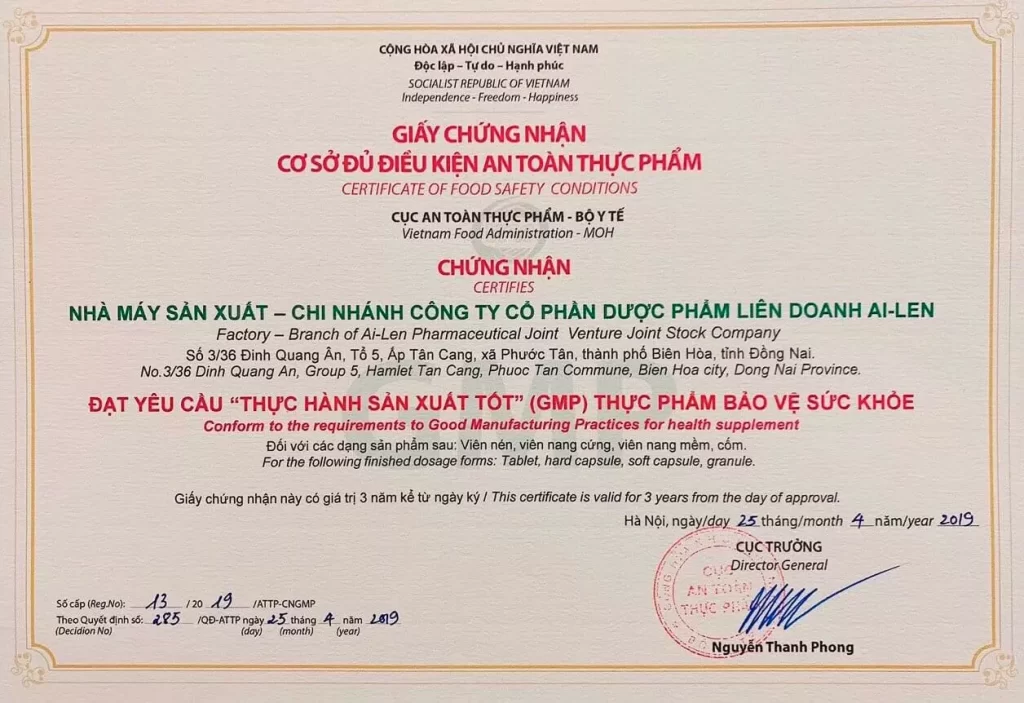 CỘNG HÒA XÃ HỘI CHỦ NGHĨA VIỆT NAM
Độc lập – Tự do – Hạnh phúc
SOCIALIST REPUBLIC OF VIETNAM
Independence - Freedom - Happiness
GIẤY CHỨNG NHẬN
CƠ SỞ ĐỦ ĐIỀU KIỆN AN TOÀN THỰC PHẨM
CERTIFICATE OF FOOD SAFETY CONDITIONS
CỤC AN TOÀN THỰC PHẨM - BỘ Y TẾ
Vietnam Food Administration - MOH
CHỨNG NHẬN
CERTIFIES
NHÀ MÁY SẢN XUẤT – CHI NHÁNH CÔNG TY CỔ PHẦN DƯỢC PHẨM LIÊN DOANH AI-LEN
Factory – Branch of Ai-Len Pharmaceutical Joint Venture Joint Stock Company
Số 3/36 Đinh Quang Ân, Tổ 5, Ấp Tân Cang, xã Phước Tân, thành phố Biên Hòa, tỉnh Đồng Nai.
No.3/36 Dinh Quang An, Group 5, Hamlet Tan Cang, Phuoc Tan Commune, Bien Hoa city, Dong Nai Province.
GMP
ĐẠT YÊU CẦU “THỰC HÀNH SẢN XUẤT TỐT” (GMP) THỰC PHẨM BẢO VỆ SỨC KHỎE
Conform to the requirements to Good Manufacturing Practices for health supplement
Đối với các dạng sản phẩm sau: Viên nén, viên nang cứng, viên nang mềm, cốm.
For the following finished dosage forms: Tablet, hard capsule, soft capsule, granule.
Giấy chứng nhận này có giá trị 3 năm kể từ ngày ký / This certificate is valid for 3 years from the day of approval.
Hà Nội, ngày/day 25 tháng/month 4 năm/year 2019
CỤC TRƯỞNG
Director General
CỤC
AN TOÀN
THỰC PHẨM
Nguyễn Thanh Phong
Số cấp (Reg.No): 13 / 20 19 /ATTP-CNGMP
Theo Quyết định số: 285 /QĐ-ATTP ngày 25 tháng 4 năm 2019
(Decidion No) (day) (month) (year)